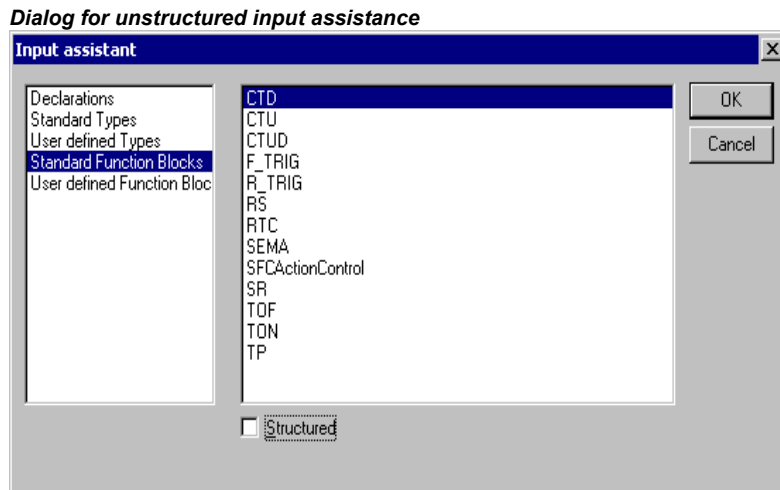 Dialog for unstructured input assistance
Input assistant
Declarations
Standard Types
User defined Types
Standard Function Blocks
User defined Function Bloc
CTD
CTU
CTUD
F_TRIG
R_TRIG
RS
RTC
SEMA
SFCActionControl
SR
TOF
TON
TP
OK
Cancel
Structured